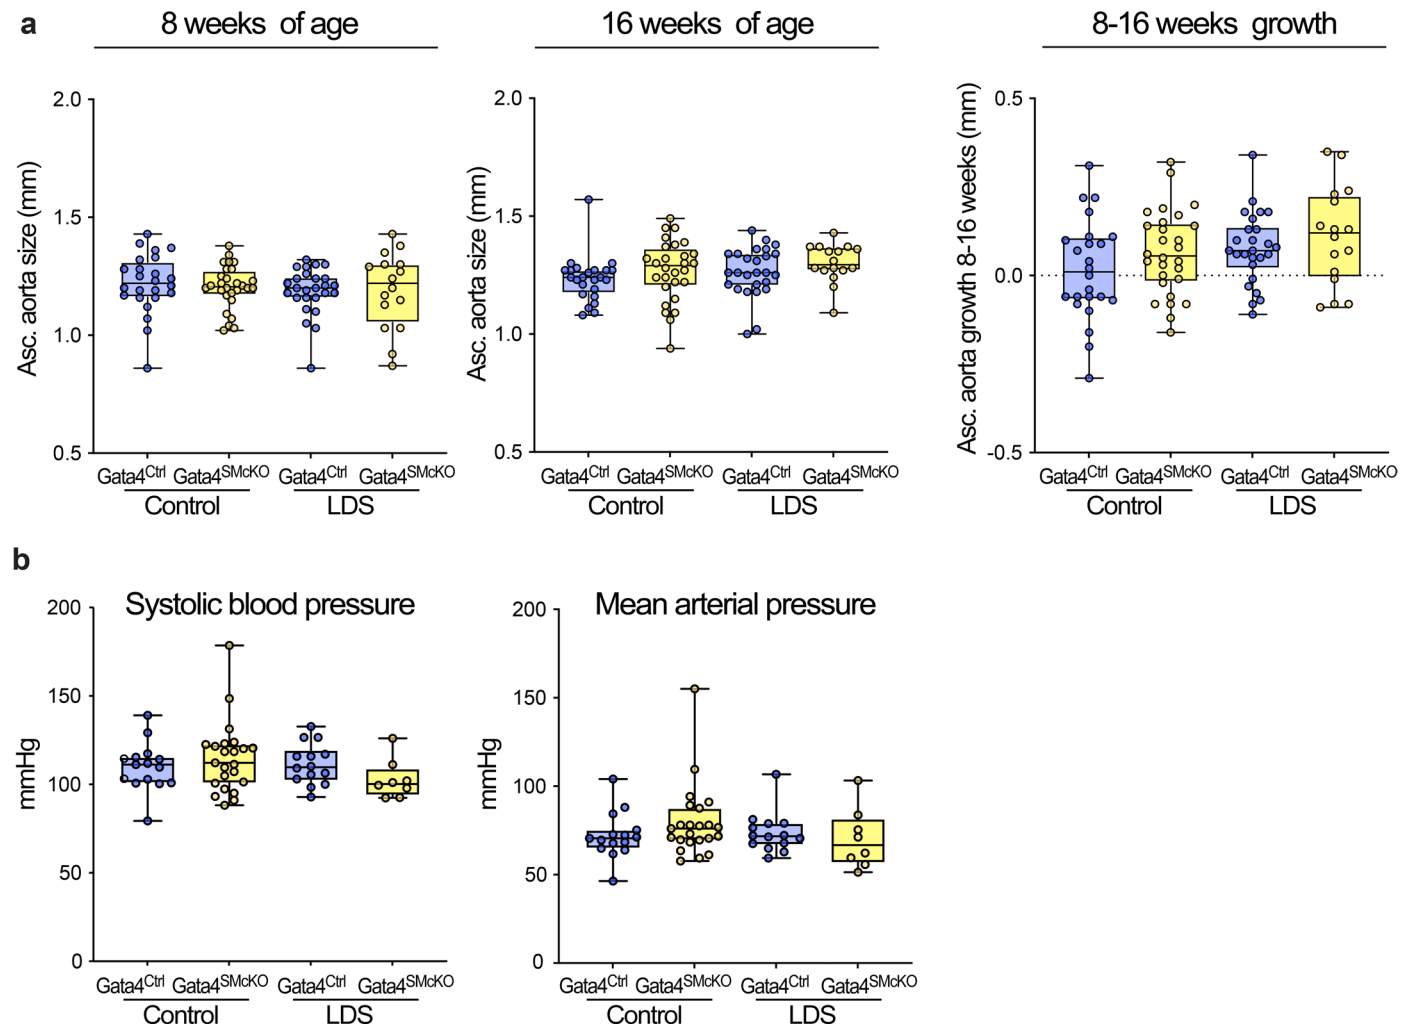 a
8 weeks of age
16 weeks of age
8-16 weeks growth
Asc. aorta size (mm)
2.0
1.5
1.0
0.5
Gata4Ctrl Gata4SMcKO Gata4Ctrl Gata4SMcKO
Control LDS
Asc. aorta size (mm)
2.0
1.5
1.0
0.5
Gata4Ctrl Gata4SMcKO Gata4Ctrl Gata4SMcKO
Control LDS
Asc. aorta growth 8-16 weeks (mm)
0.5
0.0
-0.5
Gata4Ctrl Gata4SMcKO Gata4Ctrl Gata4SMcKO
Control LDS
b
Systolic blood pressure
mmHg
200
150
100
50
0
Gata4Ctrl Gata4SMcKO Gata4Ctrl Gata4SMcKO
Control LDS
Mean arterial pressure
mmHg
200
150
100
50
0
Gata4Ctrl Gata4SMcKO Gata4Ctrl Gata4SMcKO
Control LDS